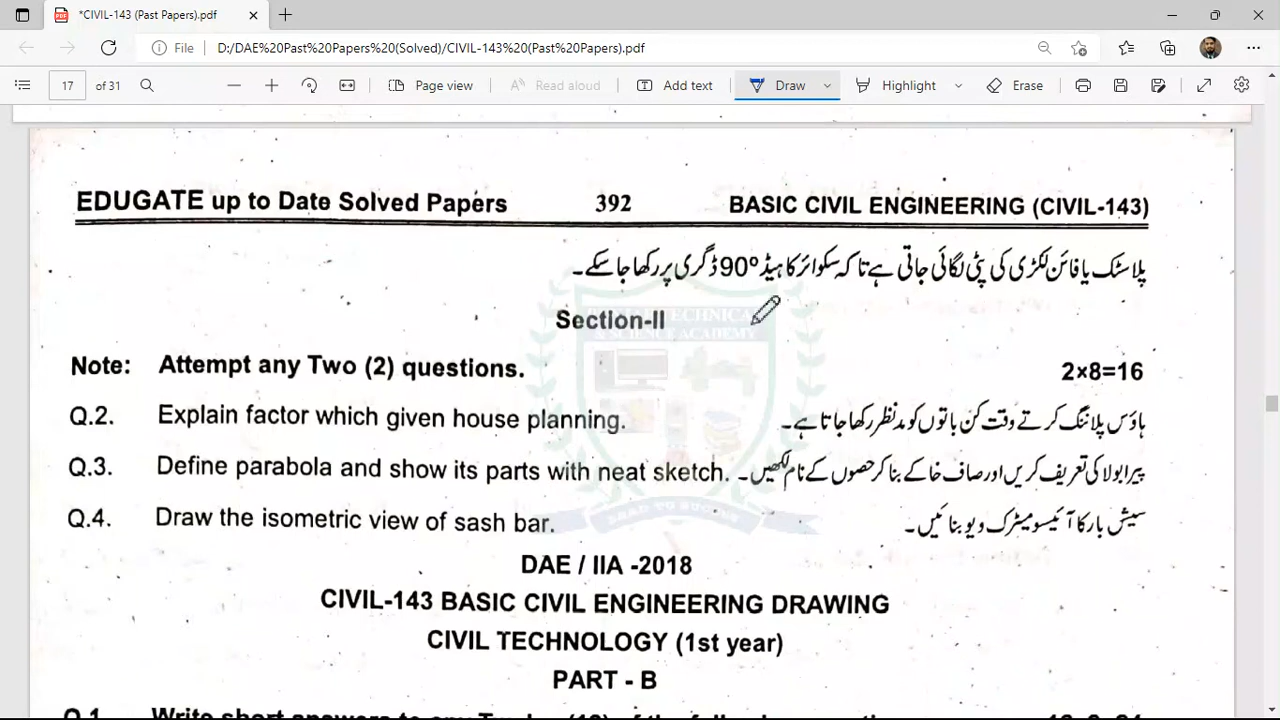 *CIVIL-143 (Past Papers).pdf
File D:/DAE%20Past%20Papers%20(Solved)/CIVIL-143%20(Past%20Papers).pdf
17 of 31 Page view Read aloud Add text Draw Highlight Erase
EDUGATE up to Date Solved Papers 392 BASIC CIVIL ENGINEERING (CIVIL-143)
پلاسٹک یا فائن لکڑی کی پٹی لگائی جاتی ہے تا کہ سکوائر کا ہیڈ 90° ڈگری پر رکھا جا سکے۔
Section-II
Note: Attempt any Two (2) questions. 2×8=16
Q.2. Explain factor which given house planning. ہاؤس پلاننگ کرتے وقت کن باتوں کو مدنظر رکھا جاتا ہے۔
Q.3. Define parabola and show its parts with neat sketch. پیرابولا کی تعریف کریں اور صاف خاکے بنا کر حصوں کے نام لکھیں۔
Q.4. Draw the isometric view of sash bar. سیش بار کا آئیسومیٹرک ویو بنائیں۔
DAE / IIA -2018
CIVIL-143 BASIC CIVIL ENGINEERING DRAWING
CIVIL TECHNOLOGY (1st year)
PART - B